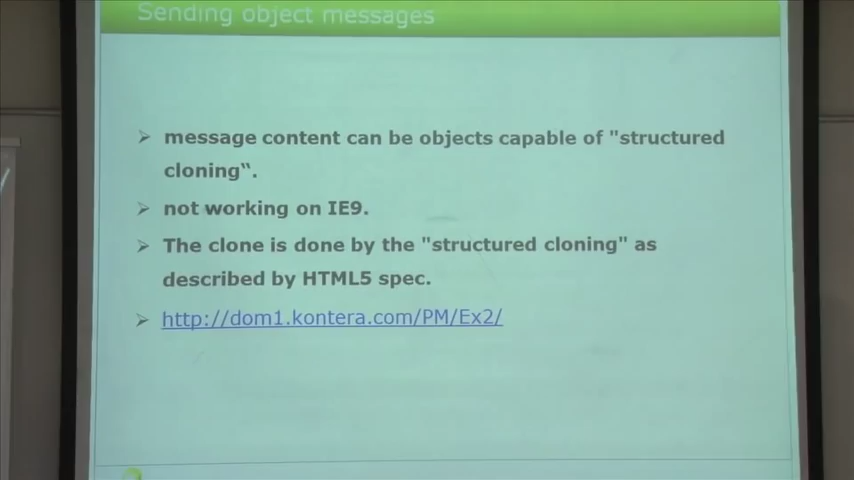 Sending object messages
message content can be objects capable of "structured
cloning“.
not working on IE9.
The clone is done by the "structured cloning" as
described by HTML5 spec.
http://dom1.kontera.com/PM/Ex2/